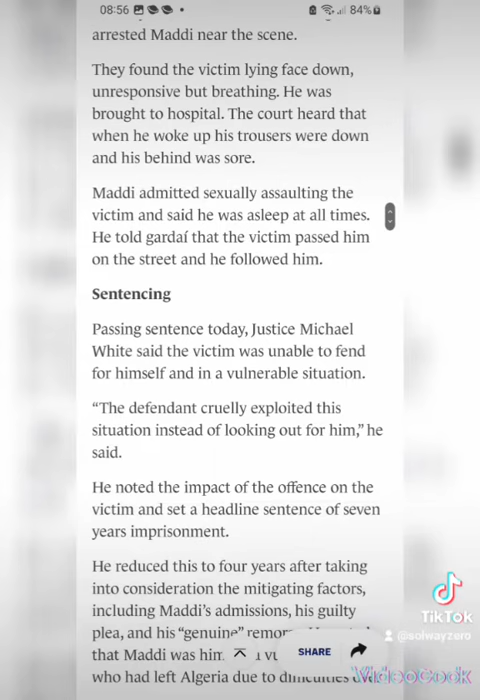 08:56
84%
arrested Maddi near the scene.
They found the victim lying face down,
unresponsive but breathing. He was
brought to hospital. The court heard that
when he woke up his trousers were down
and his behind was sore.
Maddi admitted sexually assaulting the
victim and said he was asleep at all times.
He told gardaí that the victim passed him
on the street and he followed him.
Sentencing
Passing sentence today, Justice Michael
White said the victim was unable to fend
for himself and in a vulnerable situation.
“The defendant cruelly exploited this
situation instead of looking out for him,” he
said.
He noted the impact of the offence on the
victim and set a headline sentence of seven
years imprisonment.
He reduced this to four years after taking
into consideration the mitigating factors,
including Maddi’s admissions, his guilty
plea, and his “genuine”
that Maddi was
SHARE
who had left Algeria due to difficulties
TikTok
@solwayzero
VideoCook